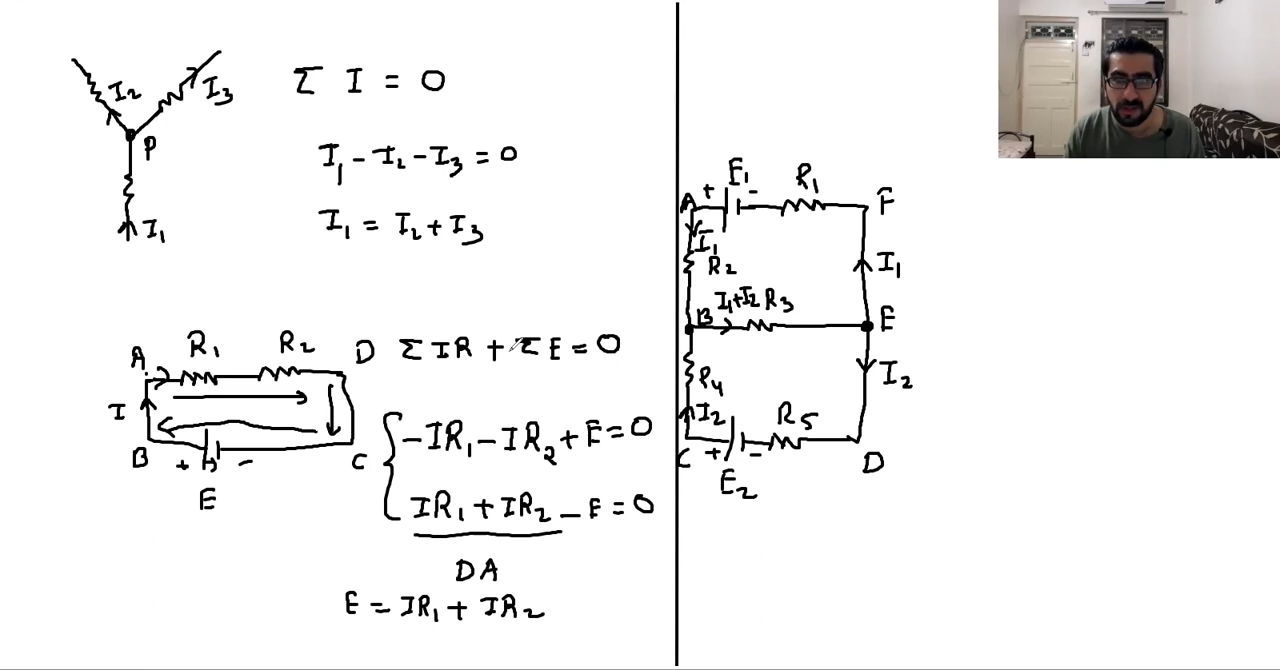 I2
I3
P
I1
Σ I = 0
I1 - I2 - I3 = 0
I1 = I2 + I3
A R1 R2 D
I
B + - C
E
Σ IR + Σ E = 0
-IR1 - IR2 + E = 0
IR1 + IR2 - E = 0
DA
E = IR1 + IR2
A + E1 - R1 F
I1
R2
I1
B I1+I2 R3 E
R4
I2
I2
C + - R5 D
E2